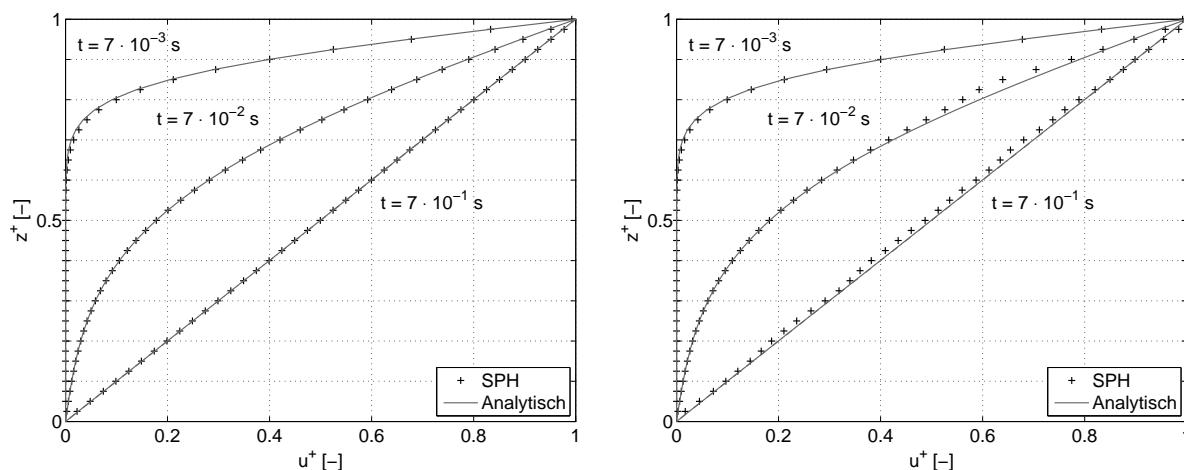 1
t = 7 · 10⁻³ s
t = 7 · 10⁻² s
t = 7 · 10⁻¹ s
0.5
z⁺ [–]
SPH
Analytisch
0
0 0.2 0.4 0.6 0.8 1
u⁺ [–]
1
t = 7 · 10⁻³ s
t = 7 · 10⁻² s
t = 7 · 10⁻¹ s
0.5
z⁺ [–]
SPH
Analytisch
0
0 0.2 0.4 0.6 0.8 1
u⁺ [–]